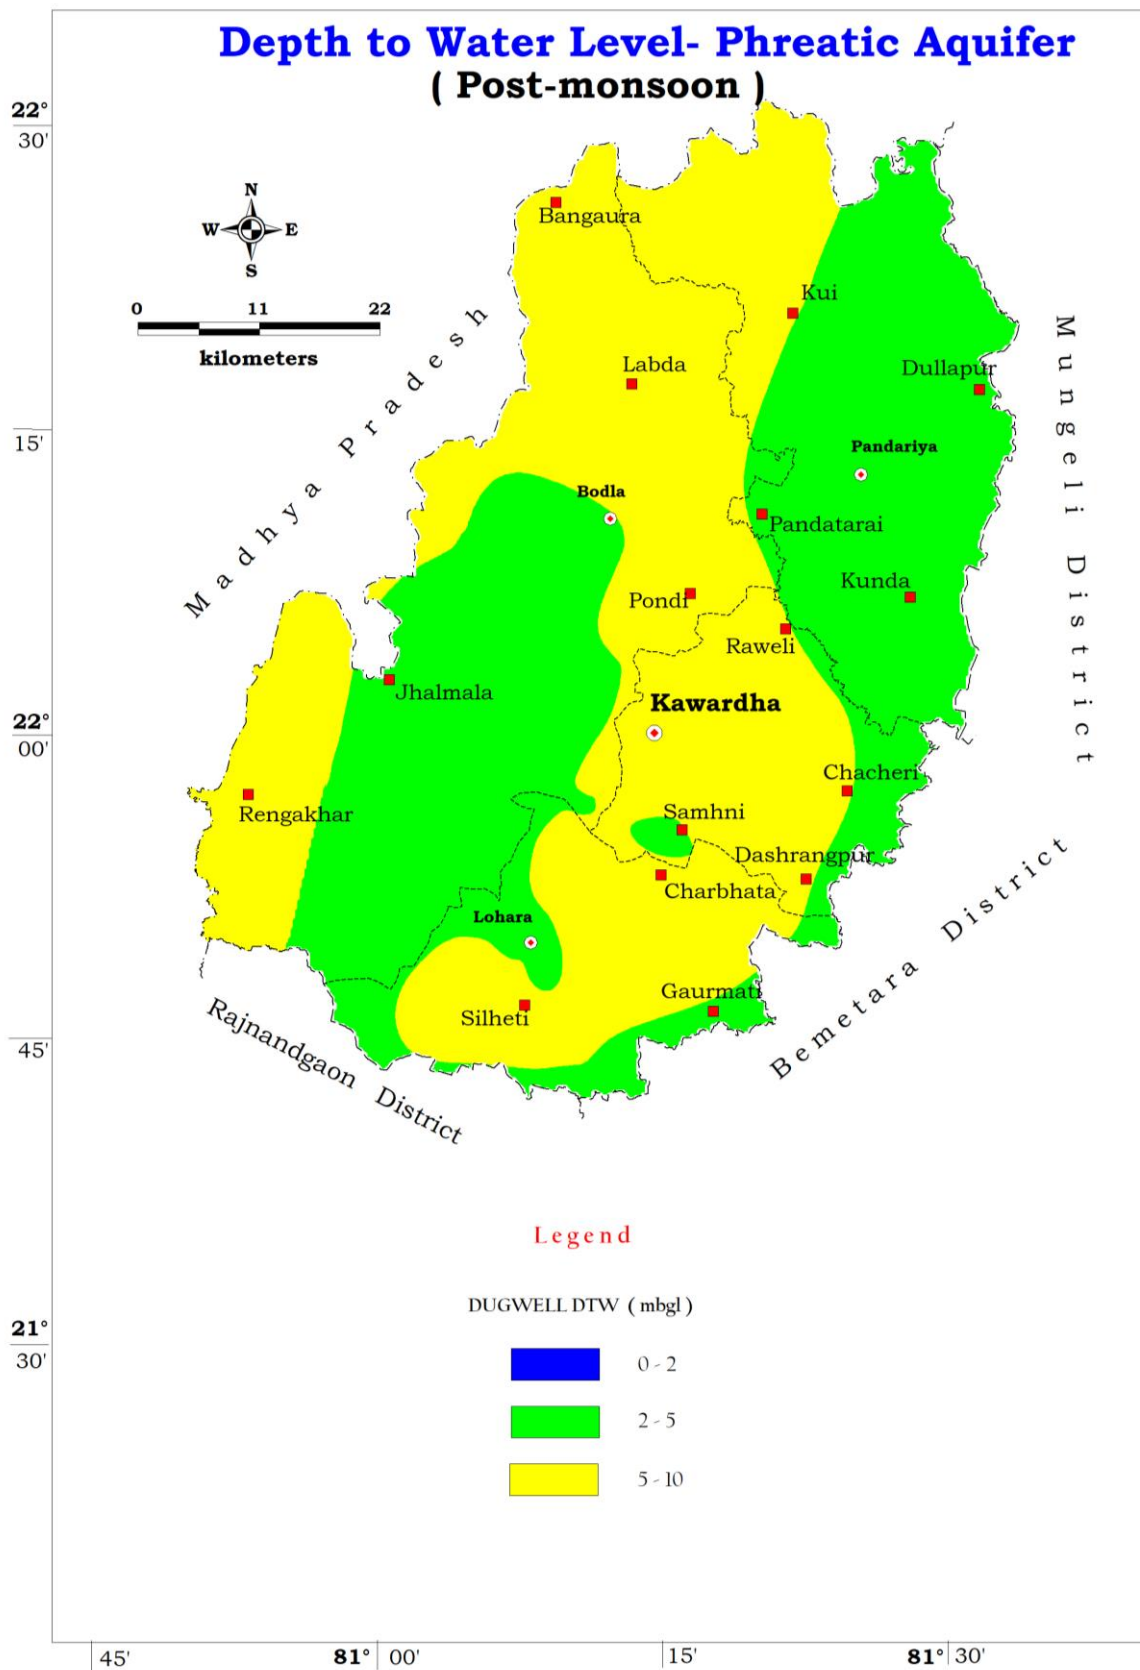 Depth to Water Level- Phreatic Aquifer
( Post-monsoon )
22°
30'
N
W E
S
0 11 22
kilometers
Bangaura
Kui
Labda
Dullapur
Madhya Pradesh
Mungeli District
15'
Pandariya
Bodla
Pandatarai
Kunda
Pondi
Raweli
Jhalmala
Kawardha
22°
00'
Chacheri
Rengakhar
Samhni
Dashrangpur
Charbhata
Lohara
Bemetara District
Gaurmati
Silheti
Rajnandgaon District
45'
Legend
DUGWELL DTW ( mbgl )
21°
30'
0 - 2
2 - 5
5 - 10
45' 81° 00' 15' 81° 30'